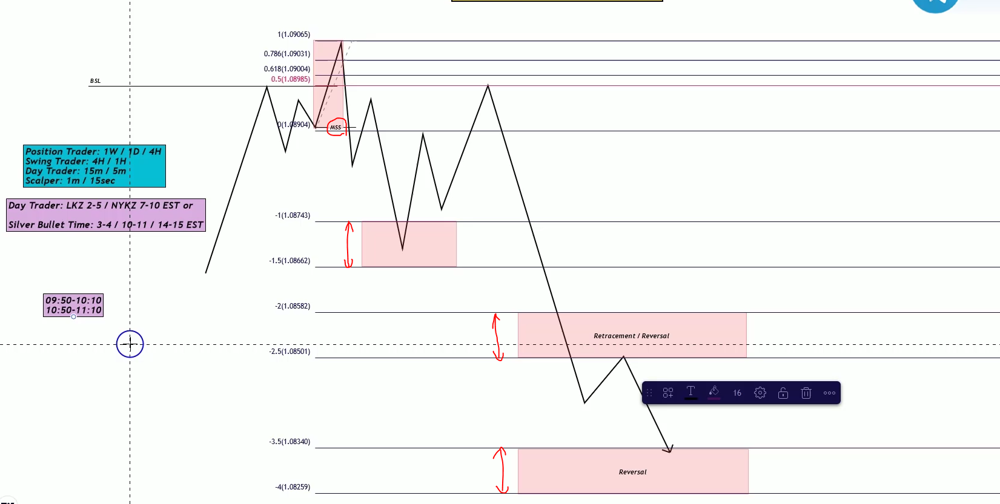 1(1.09065)
0.786(1.09031)
0.618(1.09004)
0.5(1.08985)
BSL
0(1.08904)
MSS
Position Trader: 1W / 1D / 4H
Swing Trader: 4H / 1H
Day Trader: 15m / 5m
Scalper: 1m / 15sec
Day Trader: LKZ 2-5 / NYKZ 7-10 EST or
Silver Bullet Time: 3-4 / 10-11 / 14-15 EST
-1(1.08743)
-1.5(1.08662)
09:50-10:10
10:50-11:10
-2(1.08582)
Retracement / Reversal
-2.5(1.08501)
T
16
-3.5(1.08340)
Reversal
-4(1.08259)